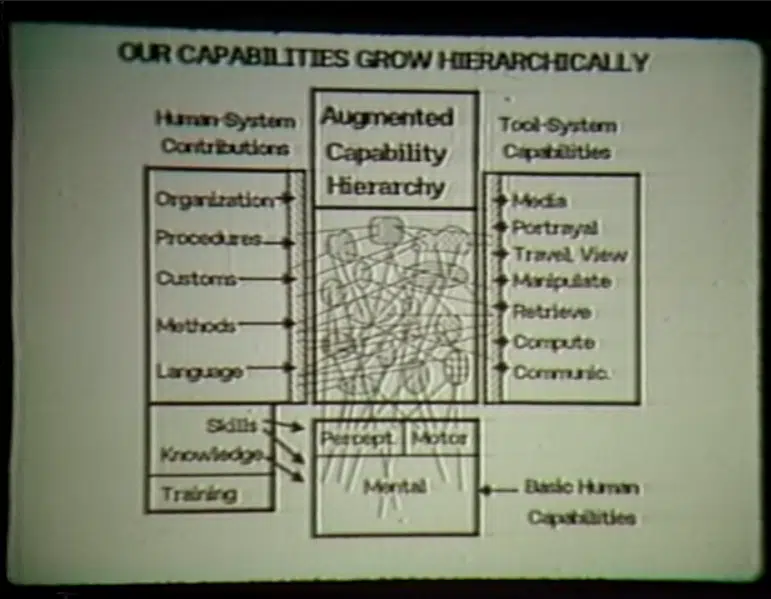 OUR CAPABILITIES GROW HIERARCHICALLY
Human-System
Contributions
Organization
Procedures
Customs
Methods
Language
Skills
Knowledge
Training
Augmented
Capability
Hierarchy
Percept.
Motor
Mental
Tool-System
Capabilities
Media
Portrayal
Travel, View
Manipulate
Retrieve
Compute
Communic.
Basic Human
Capabilities